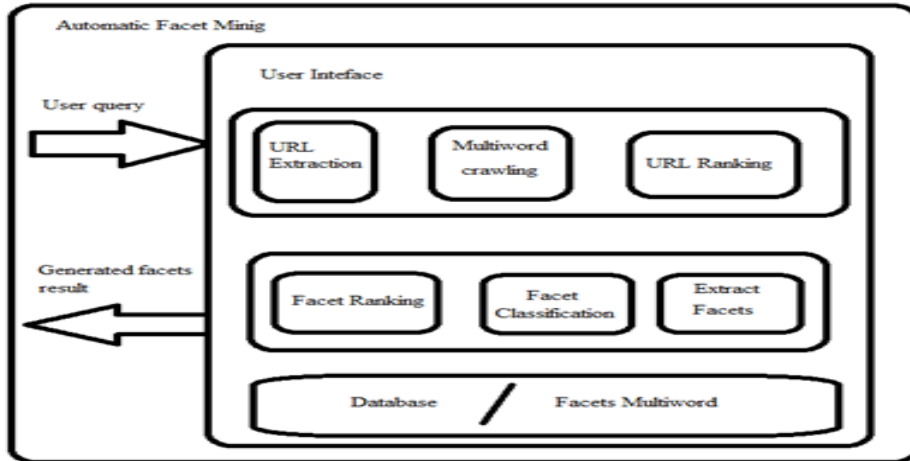 Automatic Facet Minig
User Inteface
User query
URL
Extraction
Multiword
crawling
URL Ranking
Generated facets
result
Facet Ranking
Facet
Classification
Extract
Facets
Database / Facets Multiword